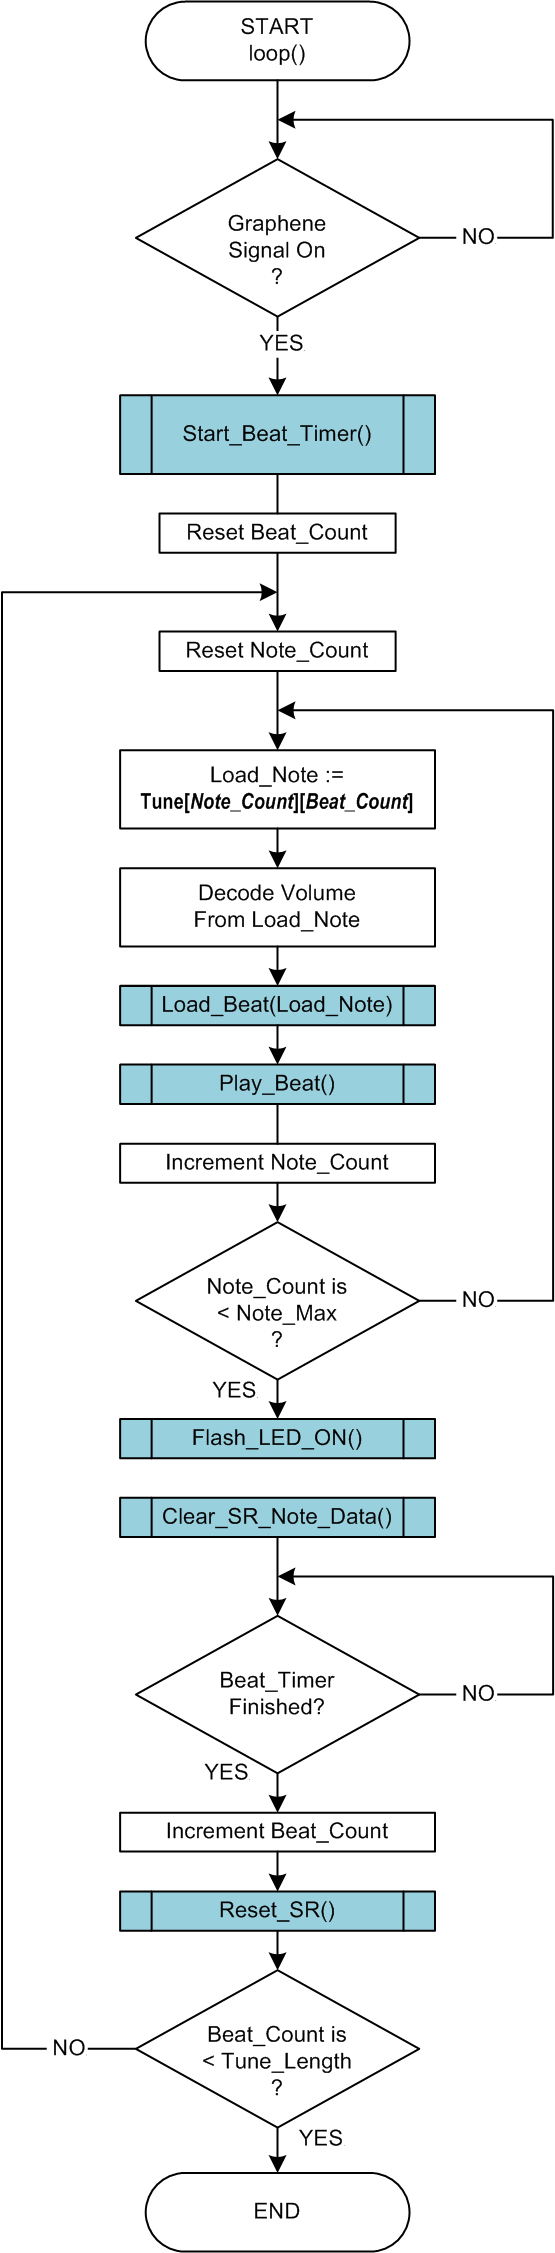 START
loop()
Graphene
Signal On
?
NO
YES
Start_Beat_Timer()
Reset Beat_Count
Reset Note_Count
Load_Note :=
Tune[Note_Count][Beat_Count]
Decode Volume
From Load_Note
Load_Beat(Load_Note)
Play_Beat()
Increment Note_Count
Note_Count is
< Note_Max
?
NO
YES
Flash_LED_ON()
Clear_SR_Note_Data()
Beat_Timer
Finished?
NO
YES
Increment Beat_Count
Reset_SR()
Beat_Count is
< Tune_Length
?
NO
YES
END